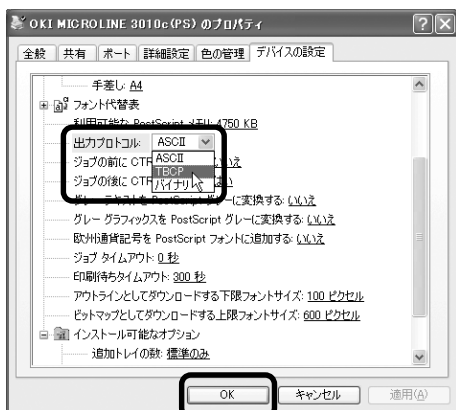 OKI MICROLINE 3010c(PS) のプロパティ
全般 共有 ポート 詳細設定 色の管理 デバイスの設定
手差し: A4
フォント代替表
利用可能な PostScript メモリ: 4750 KB
出力プロトコル: ASCII
ASCII
ジョブの前に CTR いいえ
TBCP
ジョブの後に CTR はい
バイナリ
グレー テキストを PostScript グレーに変換する: いいえ
グレー グラフィックスを PostScript グレーに変換する: いいえ
欧州通貨記号を PostScript フォントに追加する: いいえ
ジョブ タイムアウト: 0 秒
印刷待ちタイムアウト: 300 秒
アウトラインとしてダウンロードする下限フォントサイズ: 100 ピクセル
ビットマップとしてダウンロードする上限フォントサイズ: 600 ピクセル
インストール可能なオプション
追加トレイの数: 標準のみ
OK キャンセル 適用(A)